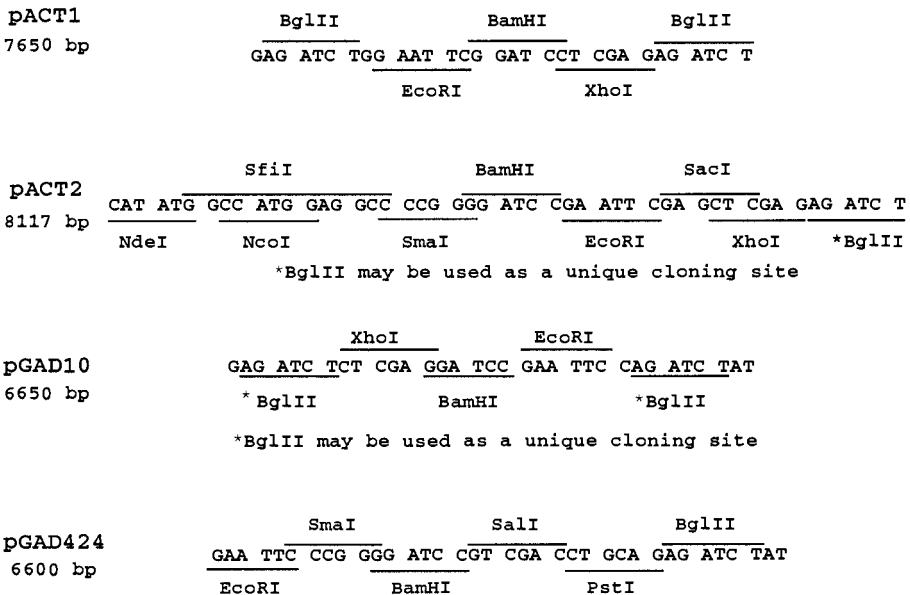 pACT1
7650 bp
BglII BamHI BglII
GAG ATC TGG AAT TCG GAT CCT CGA GAG ATC T
EcoRI XhoI
pACT2
8117 bp
SfiI BamHI SacI
CAT ATG GCC ATG GAG GCC CCG GGG ATC CGA ATT CGA GCT CGA GAG ATC T
NdeI NcoI SmaI EcoRI XhoI *BglII
*BglII may be used as a unique cloning site
pGAD10
6650 bp
XhoI EcoRI
GAG ATC TCT CGA GGA TCC GAA TTC CAG ATC TAT
*BglII BamHI *BglII
*BglII may be used as a unique cloning site
pGAD424
6600 bp
SmaI SalI BglII
GAA TTC CCG GGG ATC CGT CGA CCT GCA GAG ATC TAT
EcoRI BamHI PstI